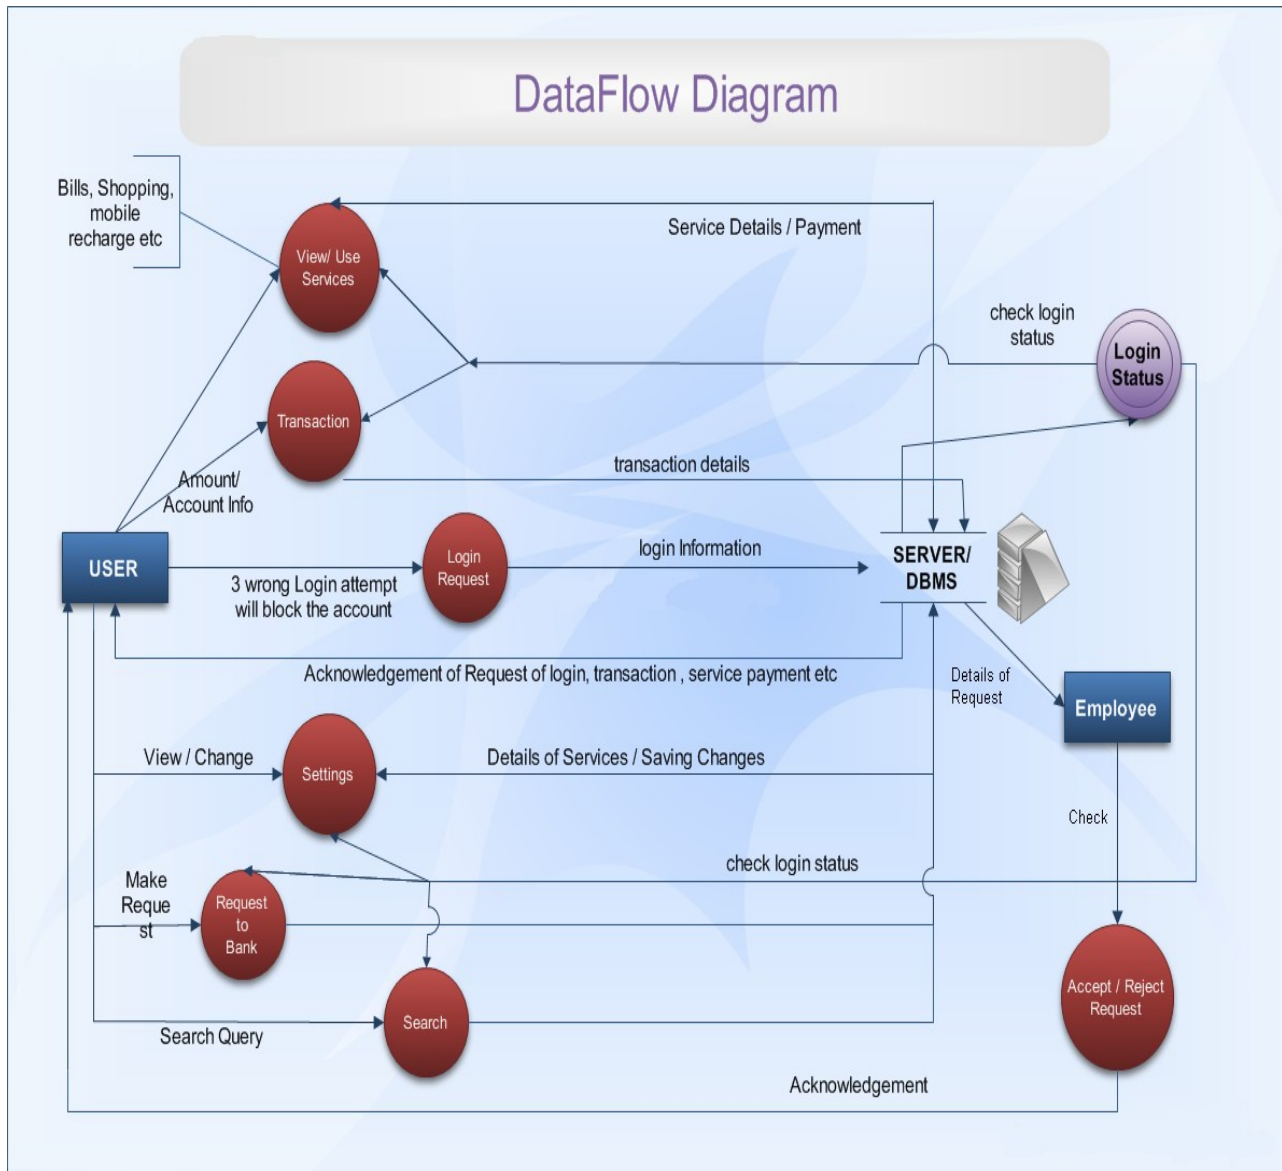 DataFlow Diagram
Bills, Shopping,
mobile
recharge etc
View/ Use
Services
Service Details / Payment
check login
status
Login
Status
Transaction
transaction details
Amount/
Account Info
USER
3 wrong Login attempt
will block the account
Login
Request
login Information
SERVER/
DBMS
Acknowledgement of Request of login, transaction , service payment etc
Details of
Request
Employee
View / Change
Settings
Details of Services / Saving Changes
Check
check login status
Make
Reque
st
Request
to
Bank
Accept / Reject
Request
Search Query
Search
Acknowledgement